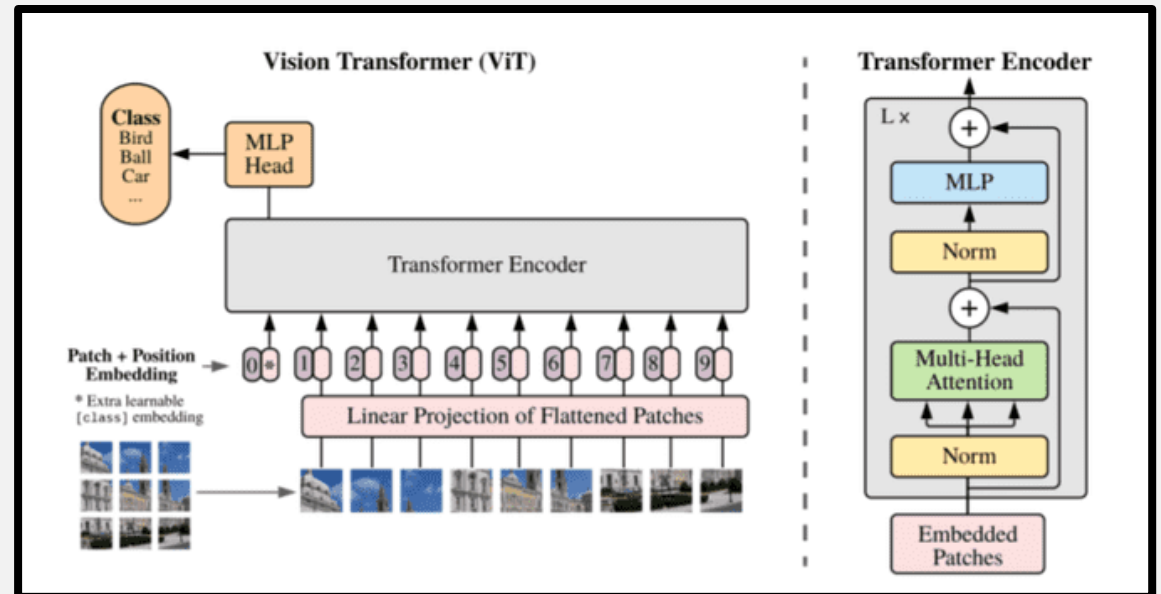 Vision Transformer (ViT)
Class
Bird
Ball
Car
...
MLP
Head
Transformer Encoder
Patch + Position
Embedding
0 * 1 2 3 4 5 6 7 8 9
* Extra learnable
[class] embedding
Linear Projection of Flattened Patches
Transformer Encoder
L ×
+
MLP
Norm
+
Multi-Head
Attention
Norm
Embedded
Patches